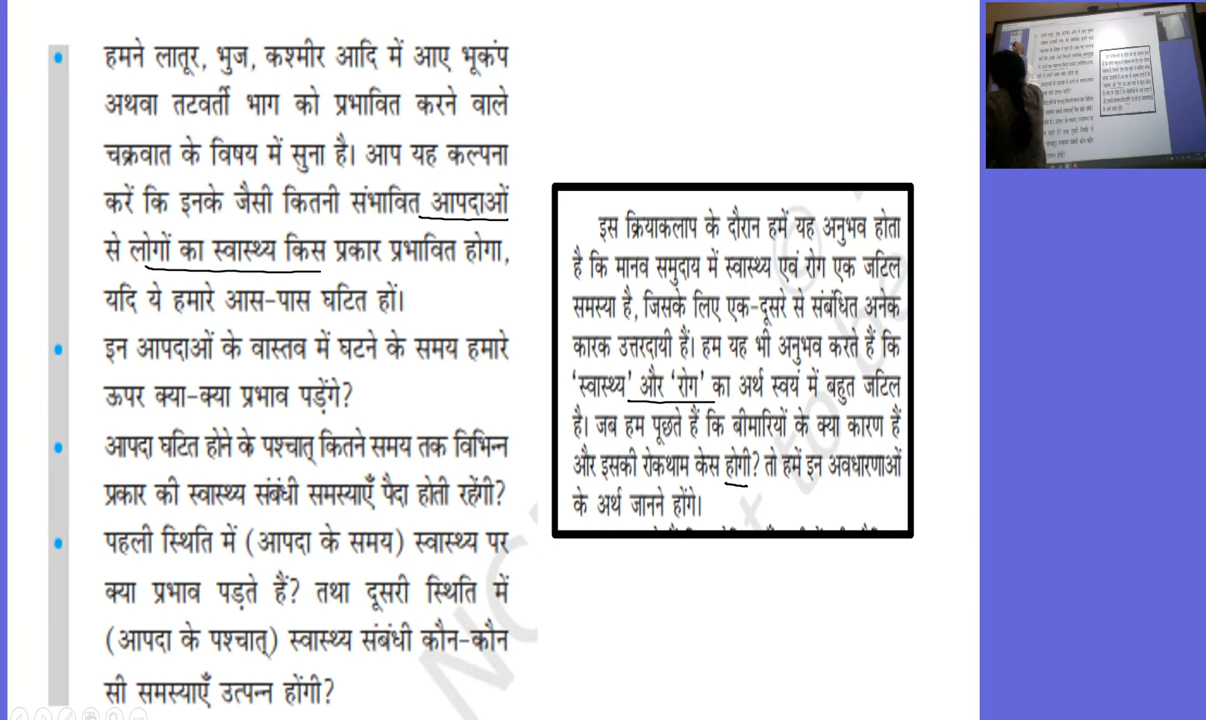 हमने लातूर, भुज, कश्मीर आदि में आए भूकंप
अथवा तटवर्ती भाग को प्रभावित करने वाले
चक्रवात के विषय में सुना है। आप यह कल्पना
करें कि इनके जैसी कितनी संभावित आपदाओं
से लोगों का स्वास्थ्य किस प्रकार प्रभावित होगा,
यदि ये हमारे आस-पास घटित हों।
इन आपदाओं के वास्तव में घटने के समय हमारे
ऊपर क्या-क्या प्रभाव पड़ेंगे?
आपदा घटित होने के पश्चात् कितने समय तक विभिन्न
प्रकार की स्वास्थ्य संबंधी समस्याएँ पैदा होती रहेंगी?
पहली स्थिति में (आपदा के समय) स्वास्थ्य पर
क्या प्रभाव पड़ते हैं? तथा दूसरी स्थिति में
(आपदा के पश्चात्) स्वास्थ्य संबंधी कौन-कौन
सी समस्याएँ उत्पन्न होंगी?
इस क्रियाकलाप के दौरान हमें यह अनुभव होता
है कि मानव समुदाय में स्वास्थ्य एवं रोग एक जटिल
समस्या है, जिसके लिए एक-दूसरे से संबंधित अनेक
कारक उत्तरदायी हैं। हम यह भी अनुभव करते हैं कि
‘स्वास्थ्य’ और ‘रोग’ का अर्थ स्वयं में बहुत जटिल
है। जब हम पूछते हैं कि बीमारियों के क्या कारण हैं
और इसकी रोकथाम केस होगी? तो हमें इन अवधारणाओं
के अर्थ जानने होंगे।